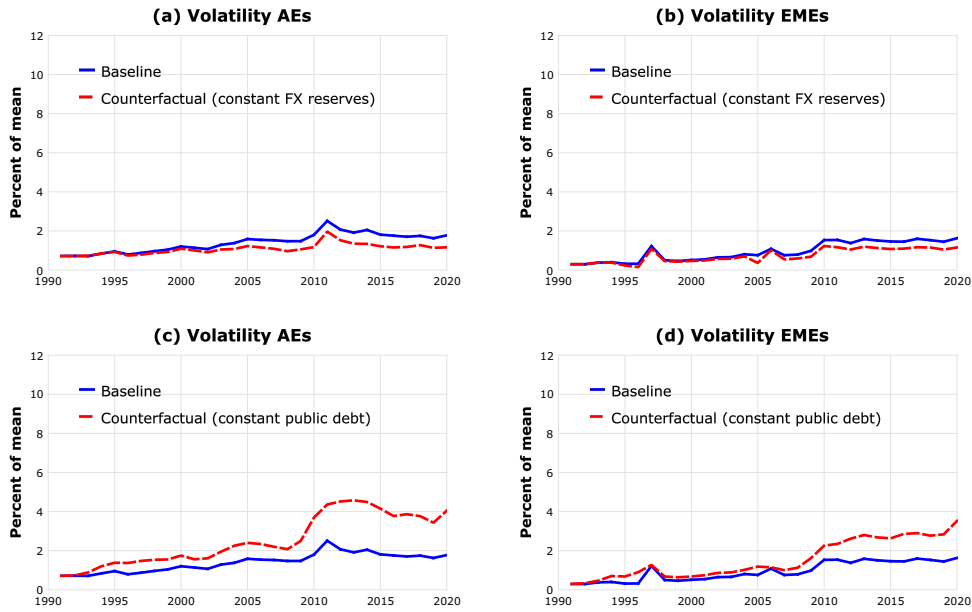 (a) Volatility AEs
Percent of mean
12
10
8
6
4
2
0
Baseline
Counterfactual (constant FX reserves)
1990 1995 2000 2005 2010 2015 2020
(b) Volatility EMEs
Percent of mean
12
10
8
6
4
2
0
Baseline
Counterfactual (constant FX reserves)
1990 1995 2000 2005 2010 2015 2020
(c) Volatility AEs
Percent of mean
12
10
8
6
4
2
0
Baseline
Counterfactual (constant public debt)
1990 1995 2000 2005 2010 2015 2020
(d) Volatility EMEs
Percent of mean
12
10
8
6
4
2
0
Baseline
Counterfactual (constant public debt)
1990 1995 2000 2005 2010 2015 2020